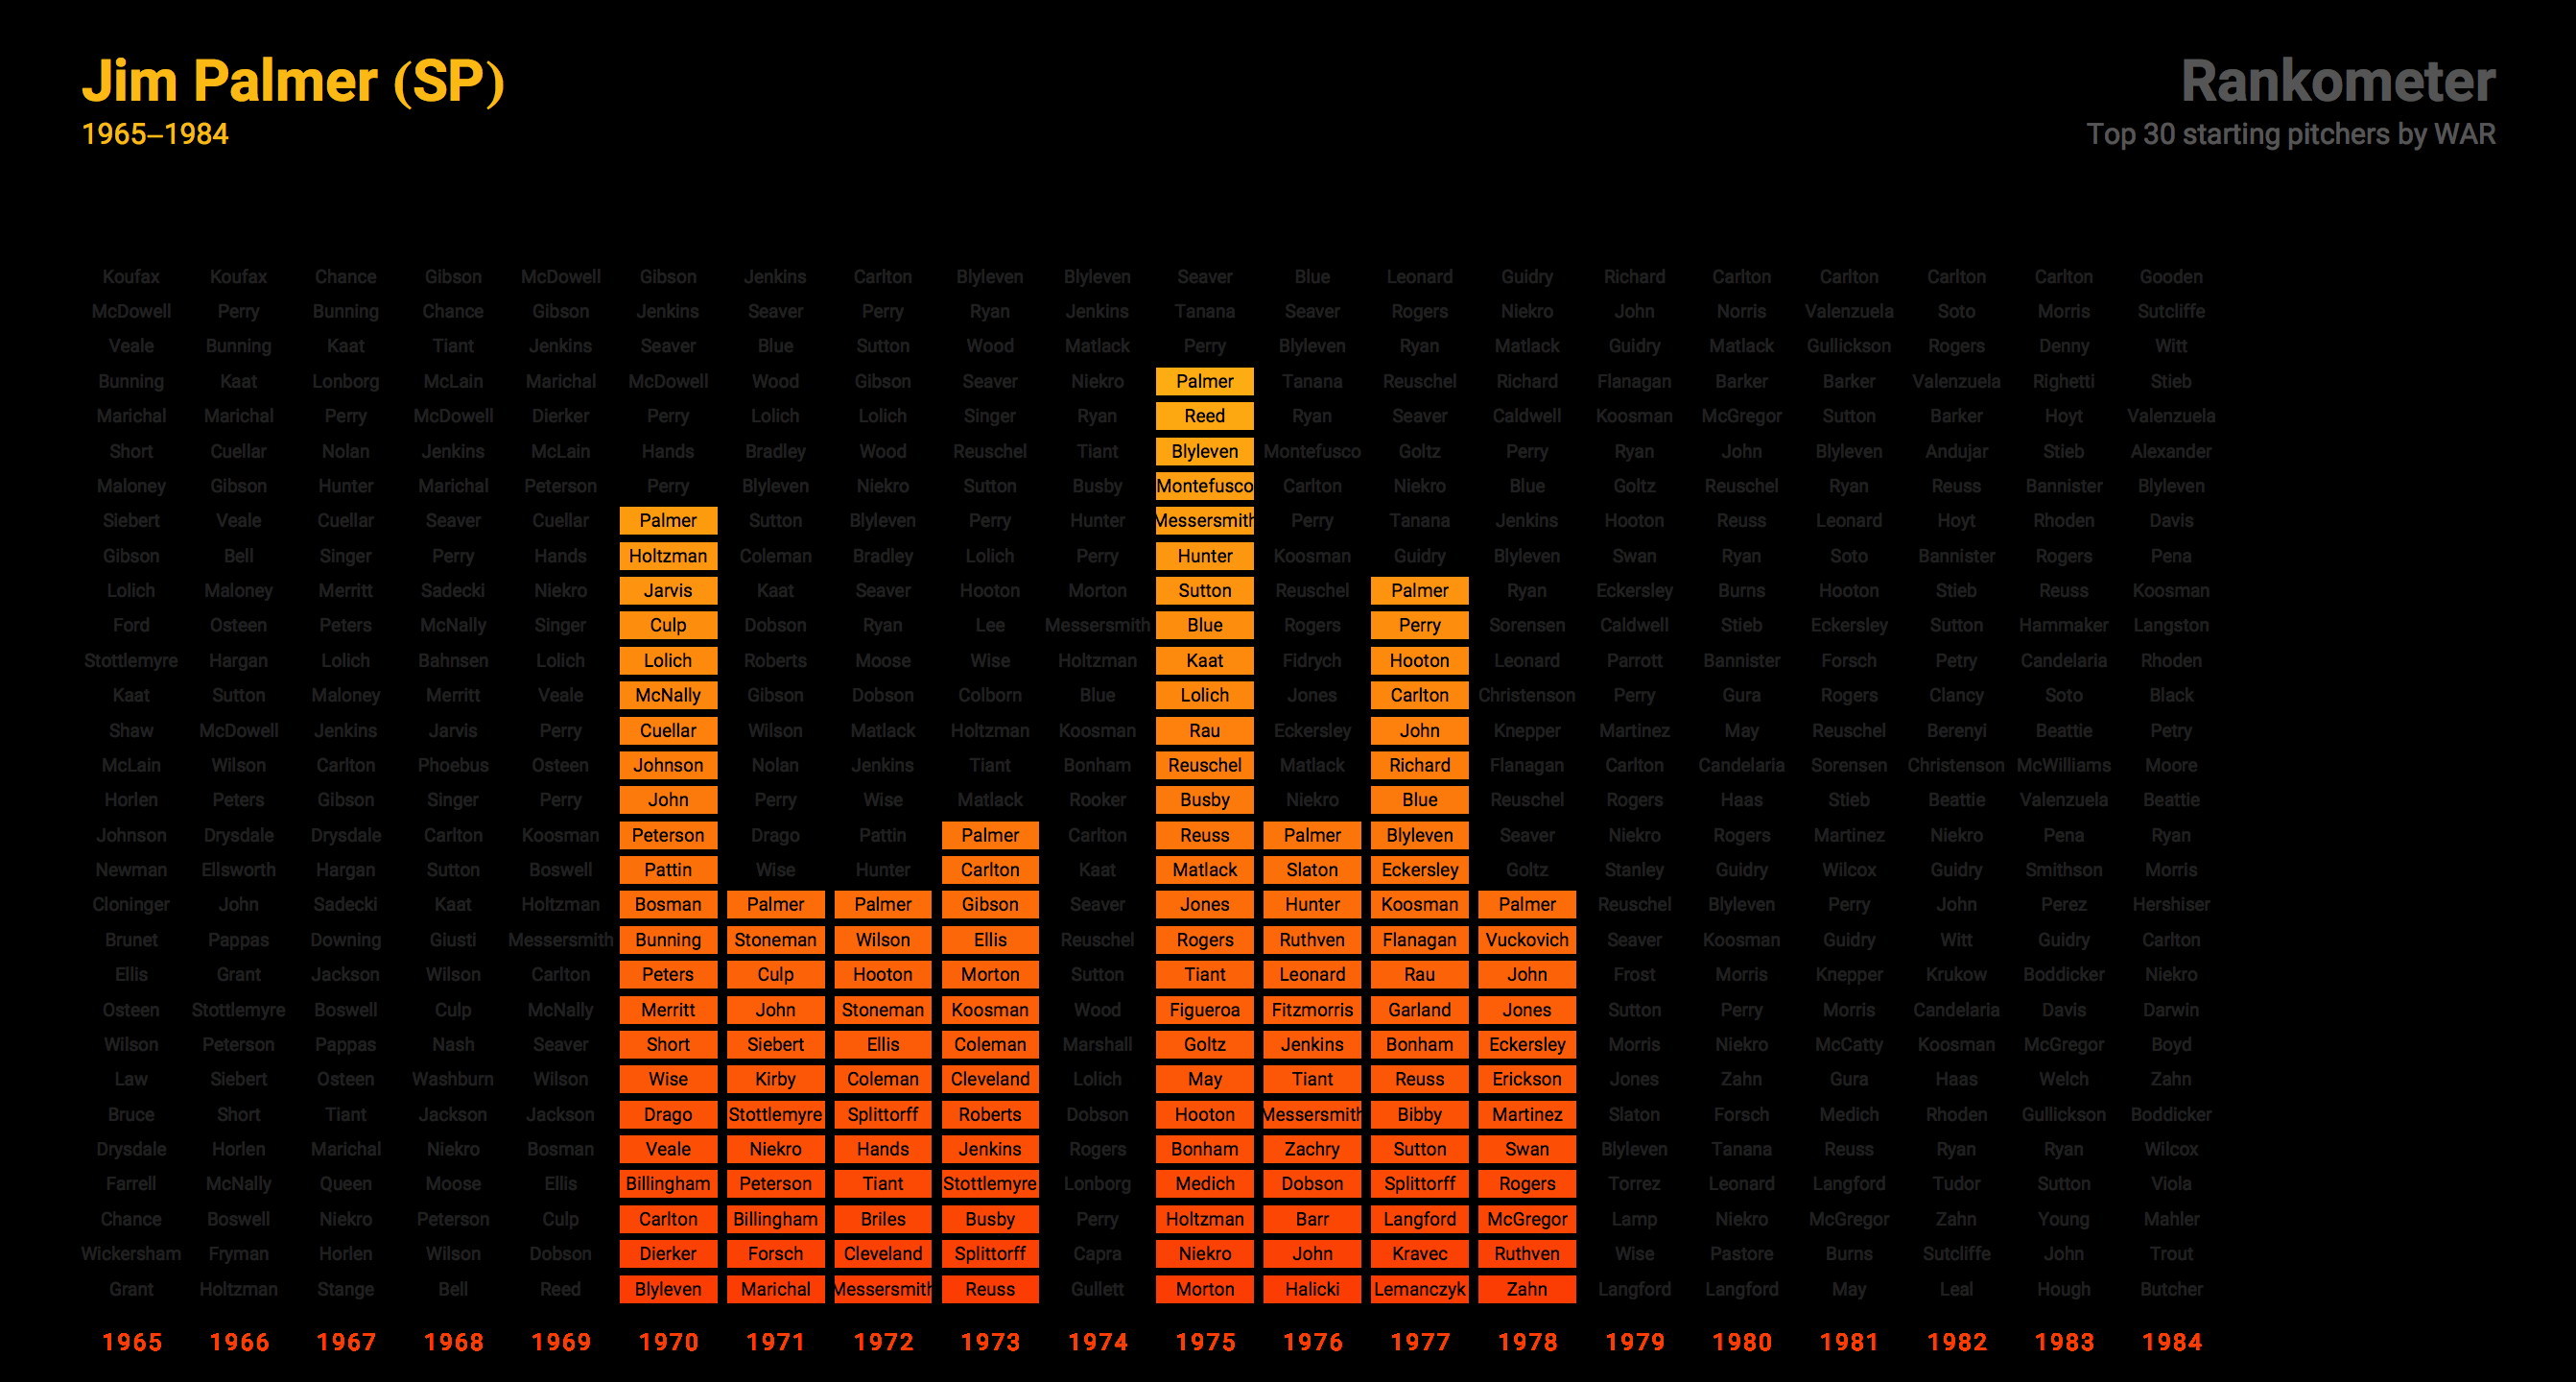 Jim Palmer (SP)
1965–1984
Rankometer
Top 30 starting pitchers by WAR
Koufax Koufax Chance Gibson McDowell Gibson Jenkins Carlton Blyleven Blyleven Seaver Blue Leonard Guidry Richard Carlton Carlton Carlton Carlton Gooden
McDowell Perry Bunning Chance Gibson Jenkins Seaver Perry Ryan Jenkins Tanana Seaver Rogers Niekro John Norris Valenzuela Soto Morris Sutcliffe
Veale Bunning Kaat Tiant Jenkins Seaver Blue Sutton Wood Matlack Perry Blyleven Ryan Matlack Guidry Matlack Gullickson Rogers Denny Witt
Bunning Kaat Lonborg McLain Marichal McDowell Wood Gibson Seaver Niekro Palmer Tanana Reuschel Richard Flanagan Barker Barker Valenzuela Righetti Stieb
Marichal Marichal Perry McDowell Dierker Perry Lolich Lolich Singer Ryan Reed Ryan Seaver Caldwell Koosman McGregor Sutton Barker Hoyt Valenzuela
Short Cuellar Nolan Jenkins McLain Hands Bradley Wood Reuschel Tiant Blyleven Montefusco Goltz Perry Ryan John Blyleven Andujar Stieb Alexander
Maloney Gibson Hunter Marichal Peterson Perry Blyleven Niekro Sutton Busby Montefusco Carlton Niekro Blue Goltz Reuschel Ryan Reuss Bannister Blyleven
Siebert Veale Cuellar Seaver Cuellar Palmer Sutton Blyleven Perry Hunter Messersmith Perry Tanana Jenkins Hooton Reuss Leonard Hoyt Rhoden Davis
Gibson Bell Singer Perry Hands Holtzman Coleman Bradley Lolich Perry Hunter Koosman Guidry Blyleven Swan Ryan Soto Bannister Rogers Pena
Lolich Maloney Merritt Sadecki Niekro Jarvis Kaat Seaver Hooton Morton Sutton Reuschel Palmer Ryan Eckersley Burns Hooton Stieb Reuss Koosman
Ford Osteen Peters McNally Singer Culp Dobson Ryan Lee Messersmith Blue Rogers Perry Sorensen Caldwell Stieb Eckersley Sutton Hammaker Langston
Stottlemyre Hargan Lolich Bahnsen Lolich Lolich Roberts Moose Wise Holtzman Kaat Fidrych Hooton Leonard Parrott Bannister Forsch Petry Candelaria Rhoden
Kaat Sutton Maloney Merritt Veale McNally Gibson Dobson Colborn Blue Lolich Jones Carlton Christenson Perry Gura Rogers Clancy Soto Black
Shaw McDowell Jenkins Jarvis Perry Cuellar Wilson Matlack Holtzman Koosman Rau Eckersley John Knepper Martinez May Reuschel Berenyi Beattie Petry
McLain Wilson Carlton Phoebus Osteen Johnson Nolan Jenkins Tiant Bonham Reuschel Matlack Richard Flanagan Carlton Candelaria Sorensen Christenson McWilliams Moore
Horlen Peters Gibson Singer Perry John Perry Wise Matlack Rooker Busby Niekro Blue Reuschel Rogers Haas Stieb Beattie Valenzuela Beattie
Johnson Drysdale Drysdale Carlton Koosman Peterson Drago Pattin Palmer Carlton Reuss Palmer Blyleven Seaver Niekro Rogers Martinez Niekro Pena Ryan
Newman Ellsworth Hargan Sutton Boswell Pattin Wise Hunter Carlton Kaat Matlack Slaton Eckersley Goltz Stanley Guidry Wilcox Guidry Smithson Morris
Cloninger John Sadecki Kaat Holtzman Bosman Palmer Palmer Gibson Seaver Jones Hunter Koosman Palmer Reuschel Blyleven Perry John Perez Hershiser
Brunet Pappas Downing Giusti Messersmith Bunning Stoneman Wilson Ellis Reuschel Rogers Ruthven Flanagan Vuckovich Seaver Koosman Guidry Witt Guidry Carlton
Ellis Grant Jackson Wilson Carlton Peters Culp Hooton Morton Sutton Tiant Leonard Rau John Frost Morris Knepper Krukow Boddicker Niekro
Osteen Stottlemyre Boswell Culp McNally Merritt John Stoneman Koosman Wood Figueroa Fitzmorris Garland Jones Sutton Perry Morris Candelaria Davis Darwin
Wilson Peterson Pappas Nash Seaver Short Siebert Ellis Coleman Marshall Goltz Jenkins Bonham Eckersley Morris Niekro McCatty Koosman McGregor Boyd
Law Siebert Osteen Washburn Wilson Wise Kirby Coleman Cleveland Lolich May Tiant Reuss Erickson Jones Zahn Gura Haas Welch Zahn
Bruce Short Tiant Jackson Jackson Drago Stottlemyre Splittorff Roberts Dobson Hooton Messersmith Bibby Martinez Slaton Forsch Medich Rhoden Gullickson Boddicker
Drysdale Horlen Marichal Niekro Bosman Veale Niekro Hands Jenkins Rogers Bonham Zachry Sutton Swan Blyleven Tanana Reuss Ryan Ryan Wilcox
Farrell McNally Queen Moose Ellis Billingham Peterson Tiant Stottlemyre Lonborg Medich Dobson Splittorff Rogers Torrez Leonard Langford Tudor Sutton Viola
Chance Boswell Niekro Peterson Culp Carlton Billingham Briles Busby Perry Holtzman Barr Langford McGregor Lamp Niekro McGregor Zahn Young Mahler
Wickersham Fryman Horlen Wilson Dobson Dierker Forsch Cleveland Splittorff Capra Niekro John Kravec Ruthven Wise Pastore Burns Sutcliffe John Trout
Grant Holtzman Stange Bell Reed Blyleven Marichal Messersmith Reuss Gullett Morton Halicki Lemanczyk Zahn Langford Langford May Leal Hough Butcher
1965 1966 1967 1968 1969 1970 1971 1972 1973 1974 1975 1976 1977 1978 1979 1980 1981 1982 1983 1984